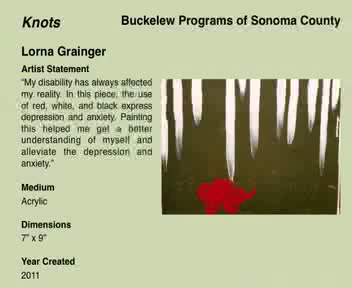 Knots
Buckelew Programs of Sonoma County
Lorna Grainger
Artist Statement
"My disability has always affected
my reality. In this piece, the use
of red, white, and black express
depression and anxiety. Painting
this helped me get a better
understanding of myself and
alleviate the depression and
anxiety."
Medium
Acrylic
Dimensions
7" x 9"
Year Created
2011